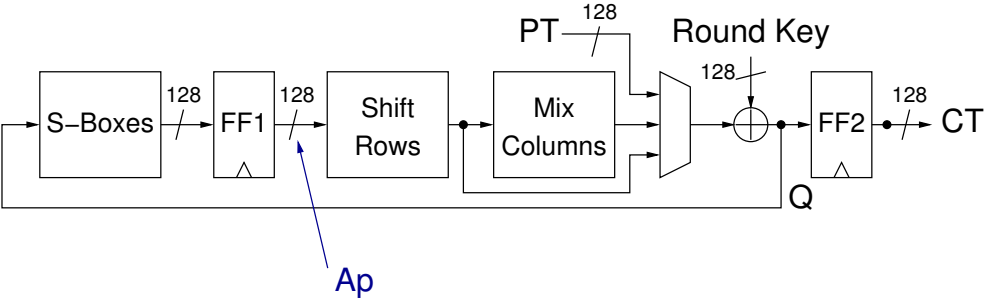 PT
128
Round Key
128
S−Boxes
128
FF1
128
Shift
Rows
Mix
Columns
FF2
128
CT
Q
Ap